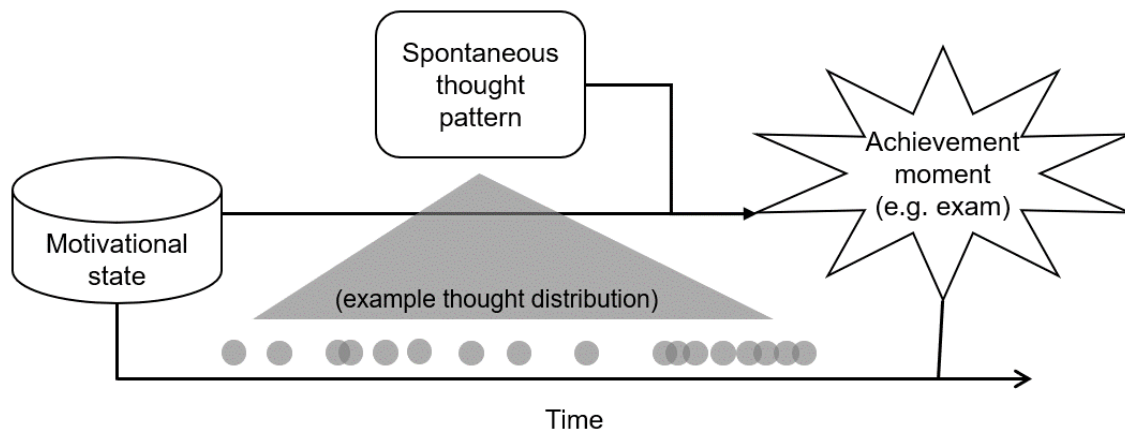 Spontaneous
thought
pattern
Achievement
moment
(e.g. exam)
Motivational
state
(example thought distribution)
Time